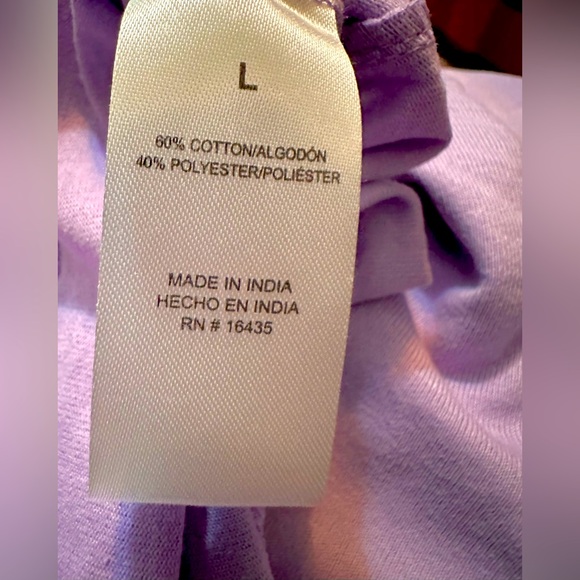 L
60% COTTON/ALGODÓN
40% POLYESTER/POLIÉSTER
MADE IN INDIA
HECHO EN INDIA
RN # 16435